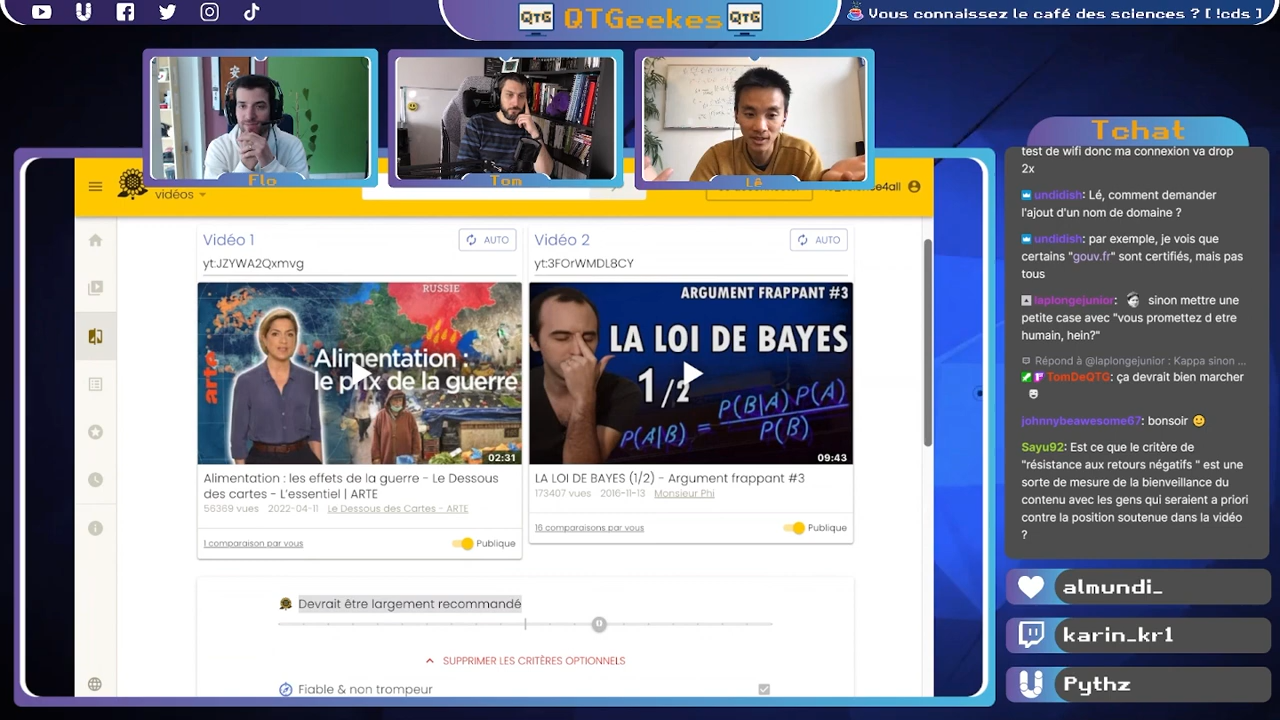 QTG
QTGeekes
QTG
Vous connaissez le café des sciences ? [ !cds ]
Flo
Tom
Lê
vidéos
Vidéo 1
AUTO
yt:JZYWA2Qxmvg
Vidéo 2
AUTO
yt:3FOrWMDL8CY
RUSSIE
arte
Alimentation :
le prix de la guerre
02:31
ARGUMENT FRAPPANT #3
LA LOI DE BAYES
1/2
P(A|B) = P(B|A) P(A)
P(B)
09:43
Alimentation : les effets de la guerre - Le Dessous
des cartes - L'essentiel | ARTE
56369 vues 2022-04-11 Le Dessous des Cartes - ARTE
1 comparaison par vous
Publique
LA LOI DE BAYES (1/2) - Argument frappant #3
173407 vues 2016-11-13 Monsieur Phi
16 comparaisons par vous
Publique
Devrait être largement recommandé
0
SUPPRIMER LES CRITÈRES OPTIONNELS
Fiable & non trompeur
Tchat
test de wifi donc ma connexion va drop
2x
undidish: Lé, comment demander
l'ajout d'un nom de domaine ?
undidish: par exemple, je vois que
certains "gouv.fr" sont certifiés, mais pas
tous
laplongejunior: sinon mettre une
petite case avec "vous promettez d etre
humain, hein?"
Répond à @laplongejunior : Kappa sinon ...
TomDeQTG: ça devrait bien marcher
johnnybeawesome67: bonsoir
Sayu92: Est ce que le critère de
"résistance aux retours négatifs " est une
sorte de mesure de la bienveillance du
contenu avec les gens qui seraient a priori
contre la position soutenue dans la vidéo
?
almundi_
karin_kr1
Pythz